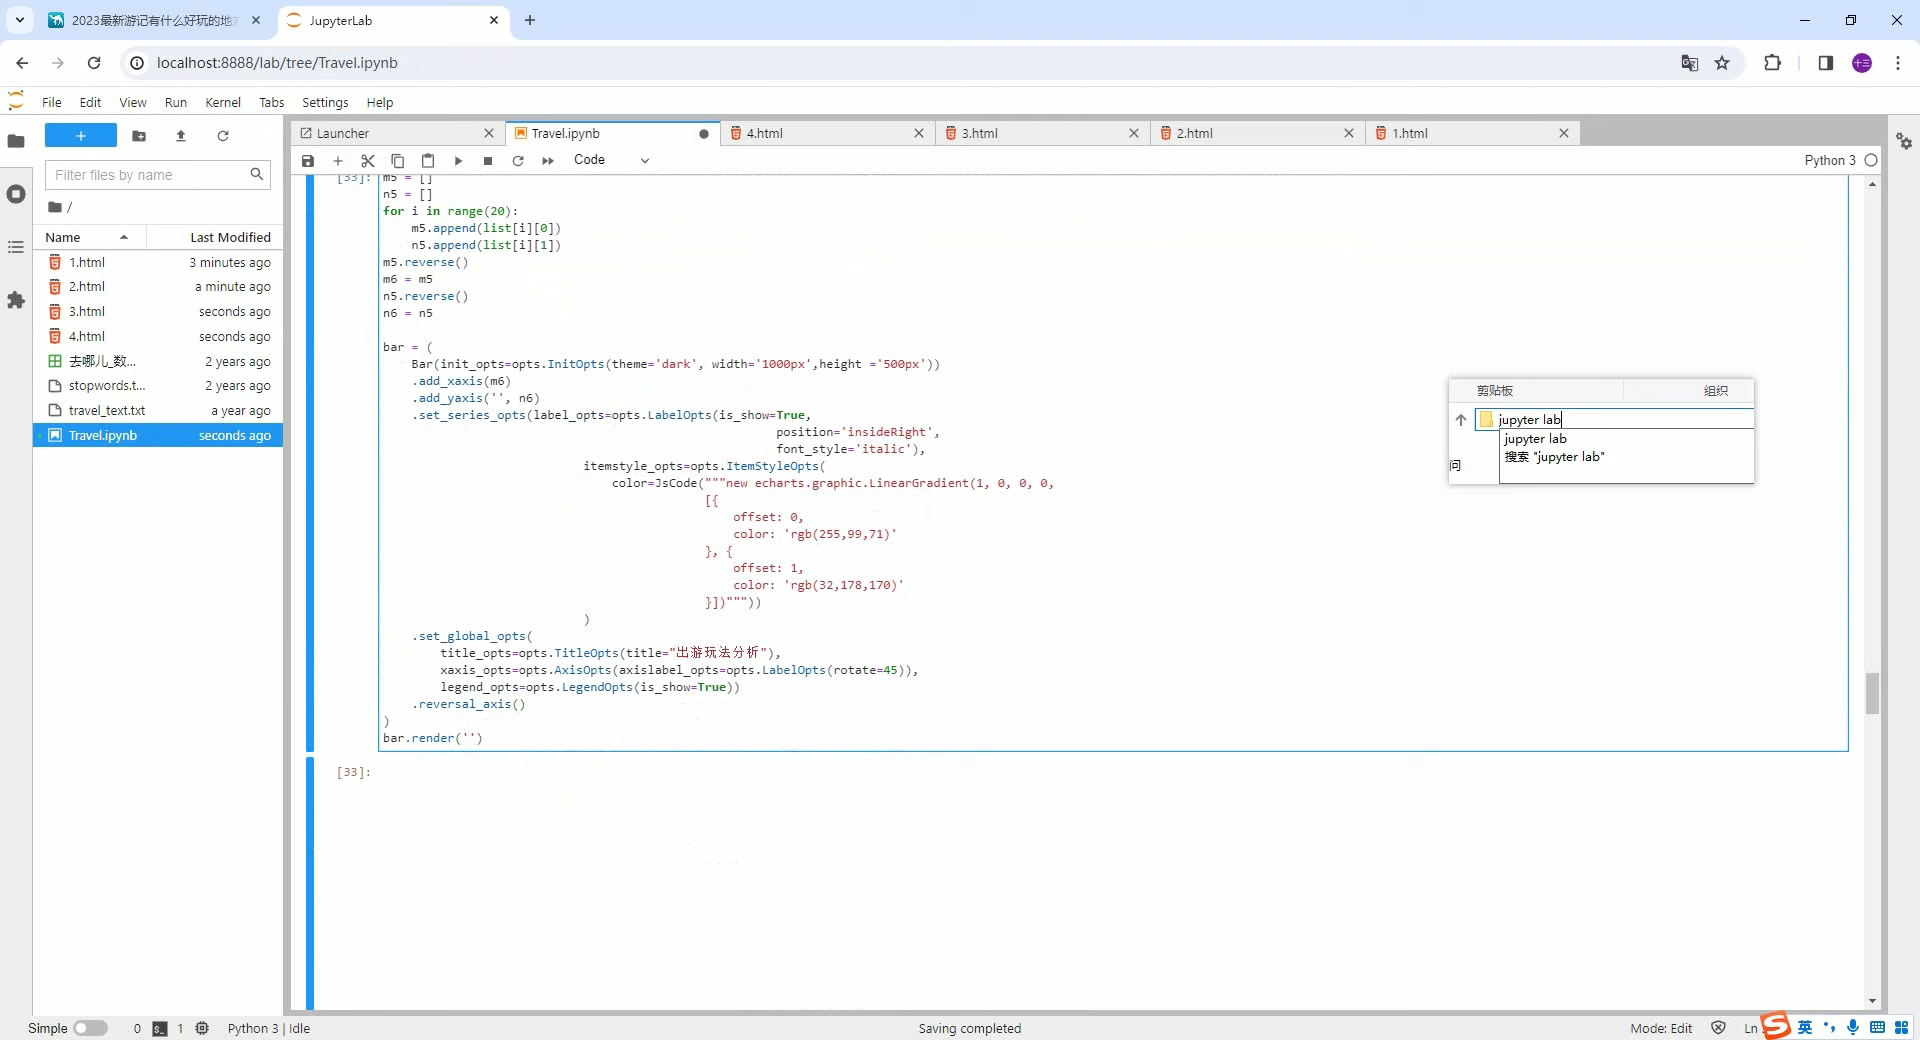 2023最新游记有什么好玩的地方
JupyterLab
localhost:8888/lab/tree/Travel.ipynb
File Edit View Run Kernel Tabs Settings Help
Launcher Travel.ipynb 4.html 3.html 2.html 1.html
Code
Python 3
Filter files by name
/
Name Last Modified
1.html 3 minutes ago
2.html a minute ago
3.html seconds ago
4.html seconds ago
去哪儿_数... 2 years ago
stopwords.t... 2 years ago
travel_text.txt a year ago
Travel.ipynb seconds ago
[33]: m5 = []
n5 = []
for i in range(20):
    m5.append(list[i][0])
    n5.append(list[i][1])
m5.reverse()
m6 = m5
n5.reverse()
n6 = n5
bar = (
    Bar(init_opts=opts.InitOpts(theme='dark', width='1000px',height ='500px'))
    .add_xaxis(m6)
    .add_yaxis('', n6)
    .set_series_opts(label_opts=opts.LabelOpts(is_show=True,
position='insideRight',
font_style='italic'),
itemstyle_opts=opts.ItemStyleOpts(
color=JsCode("""new echarts.graphic.LinearGradient(1, 0, 0, 0,
[{
offset: 0,
color: 'rgb(255,99,71)'
}, {
offset: 1,
color: 'rgb(32,178,170)'
}])"""))
)
    .set_global_opts(
        title_opts=opts.TitleOpts(title="出游玩法分析"),
        xaxis_opts=opts.AxisOpts(axislabel_opts=opts.LabelOpts(rotate=45)),
        legend_opts=opts.LegendOpts(is_show=True))
    .reversal_axis()
)
bar.render('')
[33]:
剪贴板 组织
jupyter lab
jupyter lab
搜索 "jupyter lab"
问
Simple 0 1 Python 3 | Idle Saving completed Mode: Edit Ln
英